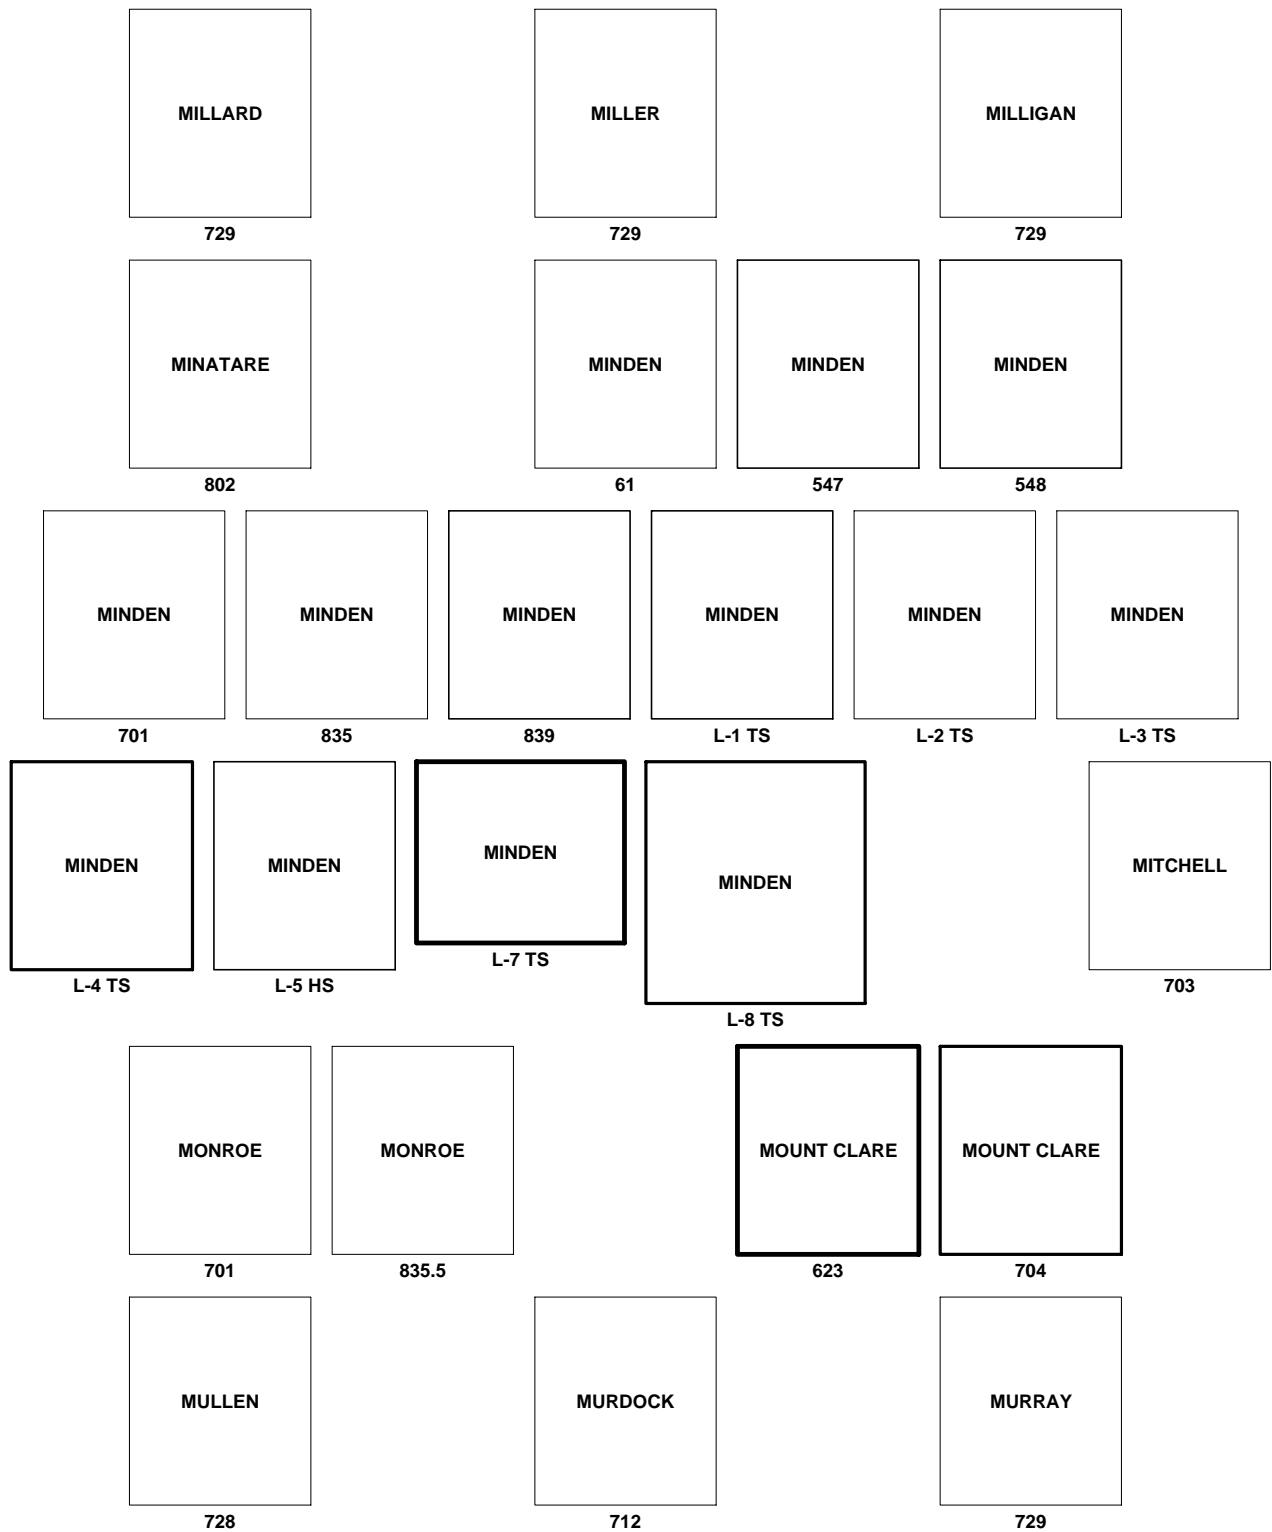 MILLARD MILLER MILLIGAN
729 729 729
MINATARE MINDEN MINDEN MINDEN
802 61 547 548
MINDEN MINDEN MINDEN MINDEN MINDEN MINDEN
701 835 839 L-1 TS L-2 TS L-3 TS
MINDEN MINDEN MINDEN MINDEN MITCHELL
L-4 TS L-5 HS L-7 TS L-8 TS 703
MONROE MONROE MOUNT CLARE MOUNT CLARE
701 835.5 623 704
MULLEN MURDOCK MURRAY
728 712 729